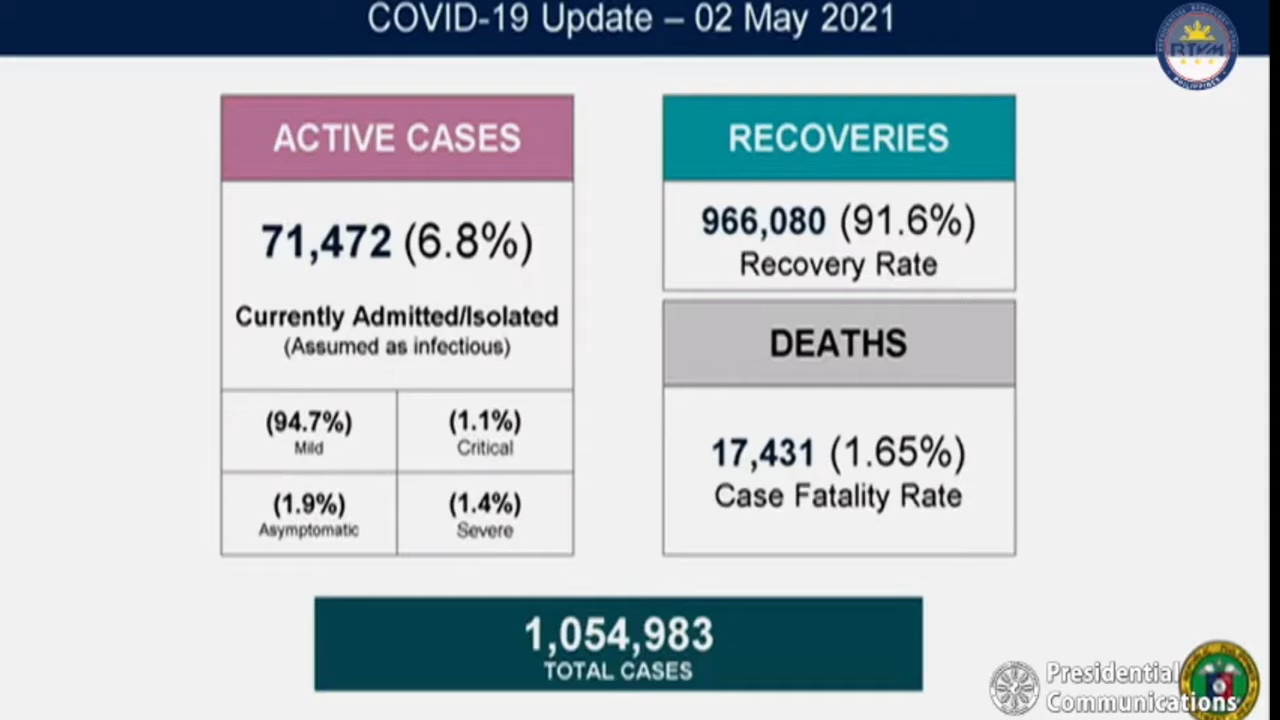 COVID-19 Update – 02 May 2021
RTVM
PHILIPPINES
ACTIVE CASES
71,472 (6.8%)
Currently Admitted/Isolated
(Assumed as infectious)
(94.7%)
Mild
(1.1%)
Critical
(1.9%)
Asymptomatic
(1.4%)
Severe
RECOVERIES
966,080 (91.6%)
Recovery Rate
DEATHS
17,431 (1.65%)
Case Fatality Rate
1,054,983
TOTAL CASES
Presidential
Communications